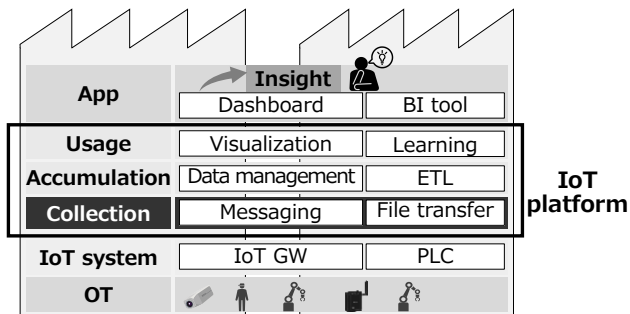 Insight
App
Dashboard
BI tool
Usage
Visualization
Learning
Accumulation
Data management
ETL
IoT
platform
Collection
Messaging
File transfer
IoT system
IoT GW
PLC
OT